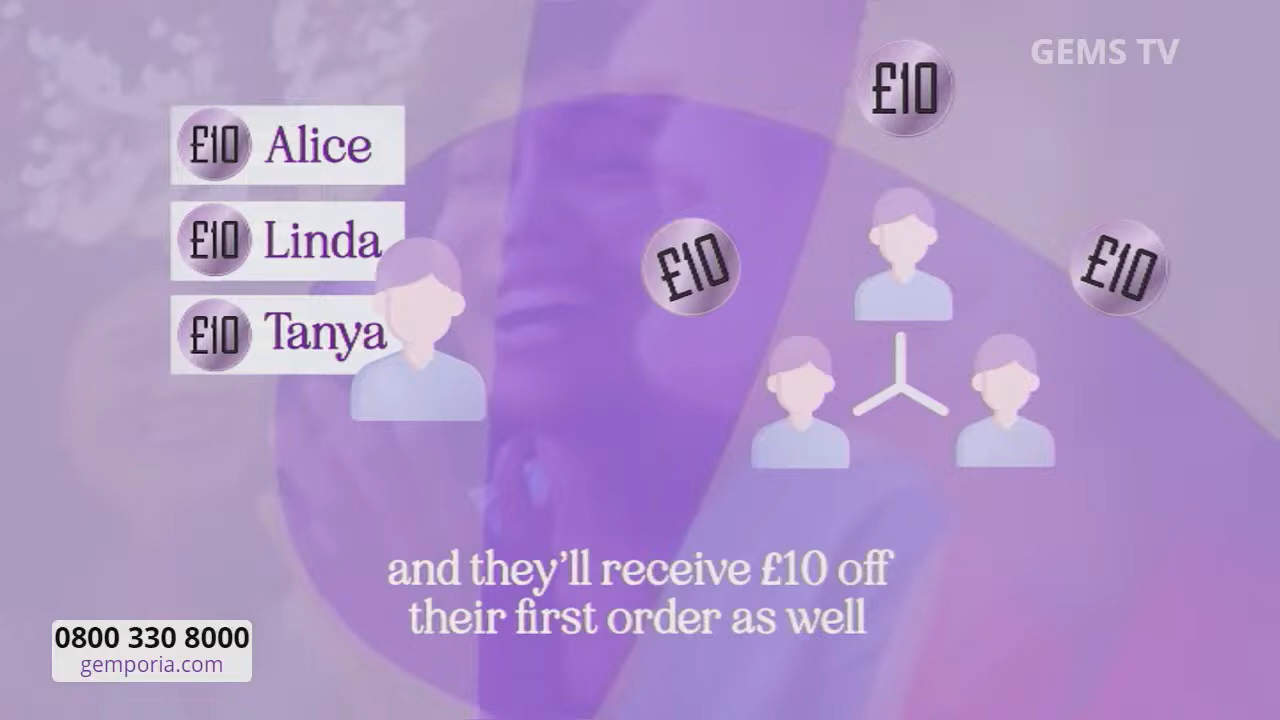 GEMS TV
£10
£10 Alice
£10 Linda
£10 Tanya
£10
£10
and they'll receive £10 off
their first order as well
0800 330 8000
gemporia.com